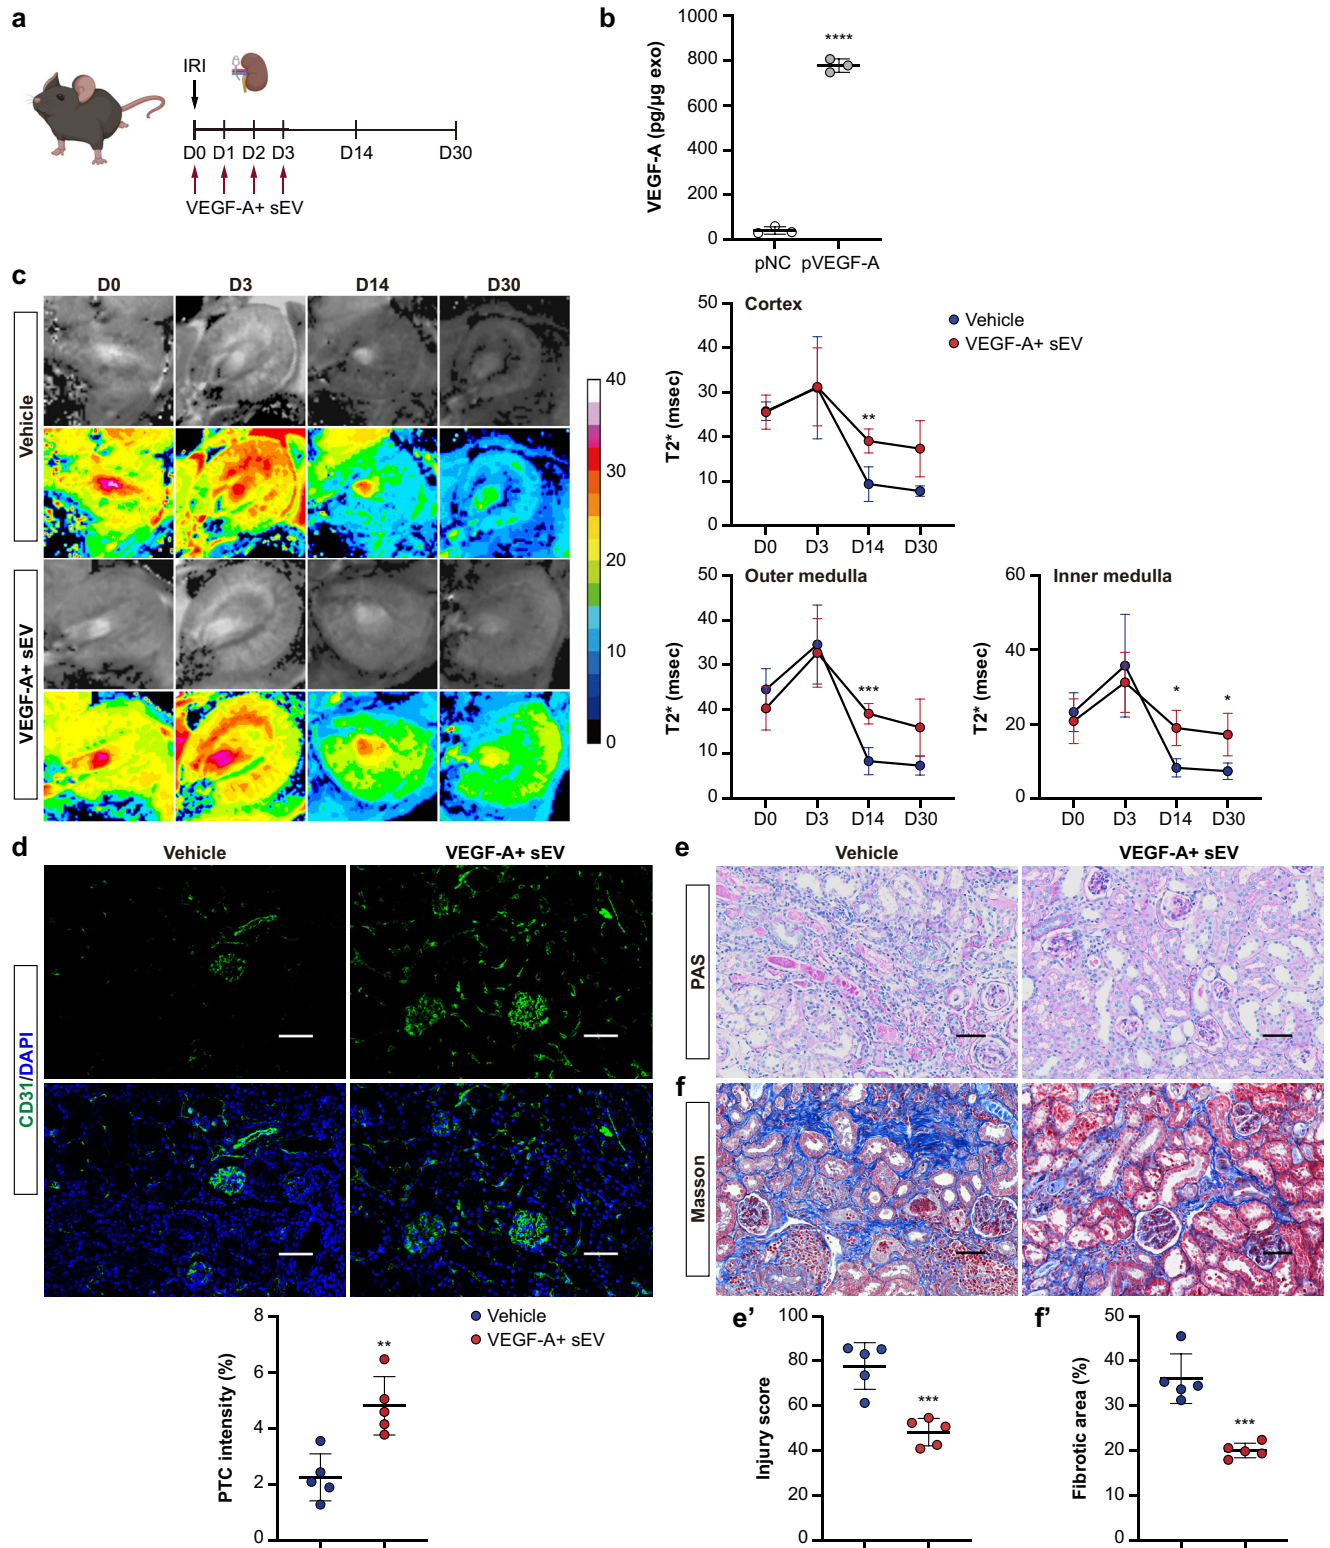 a
IRI
D0 D1 D2 D3 D14 D30
VEGF-A+ sEV
b
VEGF-A (pg/μg exo)
1000
800
600
400
200
0
****
pNC pVEGF-A
c
D0 D3 D14 D30
Vehicle
VEGF-A+ sEV
40
30
20
10
0
Cortex
T2* (msec)
50
40
30
40
10
0
**
D0 D3 D14 D30
Vehicle
VEGF-A+ sEV
Outer medulla
T2* (msec)
50
40
30
40
10
0
***
D0 D3 D14 D30
Inner medulla
T2* (msec)
60
40
20
0
* *
D0 D3 D14 D30
d
Vehicle VEGF-A+ sEV
CD31/DAPI
PTC intensity (%)
8
6
4
2
0
**
Vehicle
VEGF-A+ sEV
e
Vehicle VEGF-A+ sEV
PAS
f
Masson
e'
Injury score
100
80
60
40
20
0
***
f'
Fibrotic area (%)
50
40
30
20
10
0
***